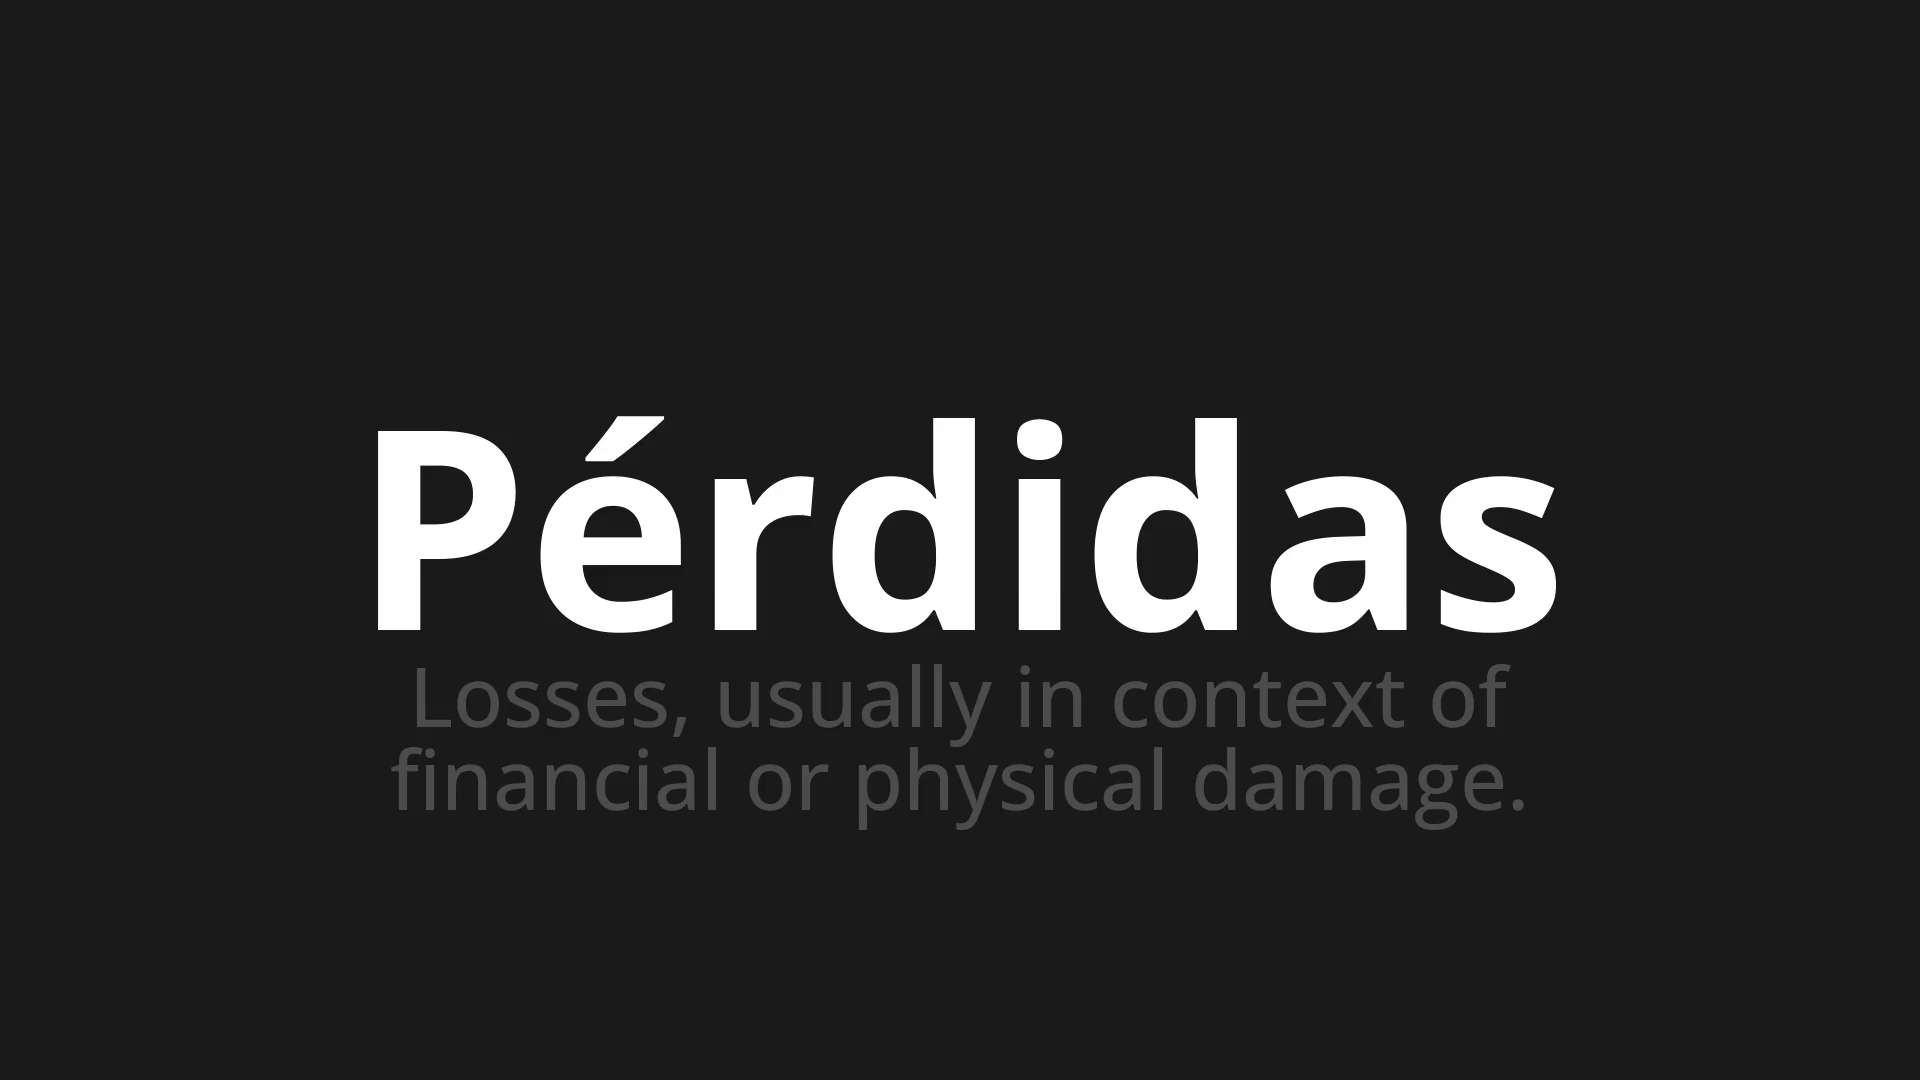 Pérdidas
Losses, usually in context of
financial or physical damage.